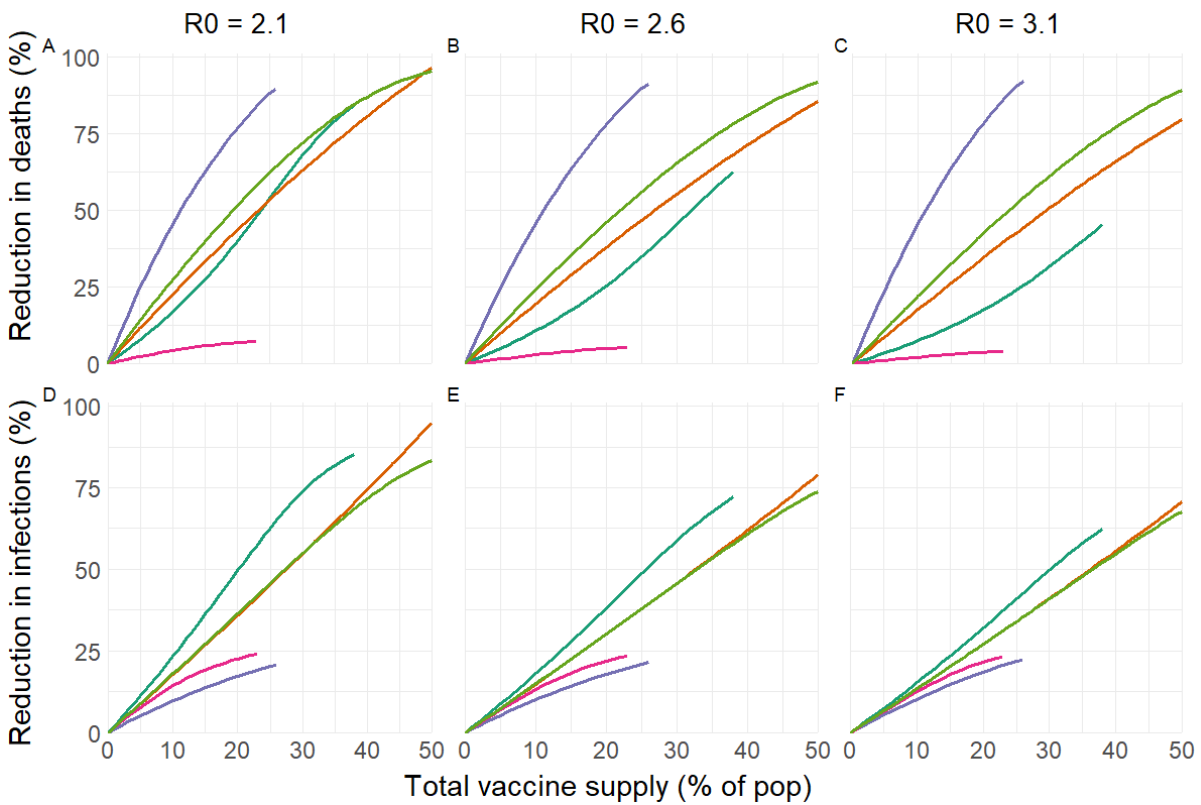 R0 = 2.1
R0 = 2.6
R0 = 3.1
A
B
C
Reduction in deaths (%)
100
75
50
25
0
D
E
F
Reduction in infections (%)
100
75
50
25
0
0 10 20 30 40 50
0 10 20 30 40 50
0 10 20 30 40 50
Total vaccine supply (% of pop)